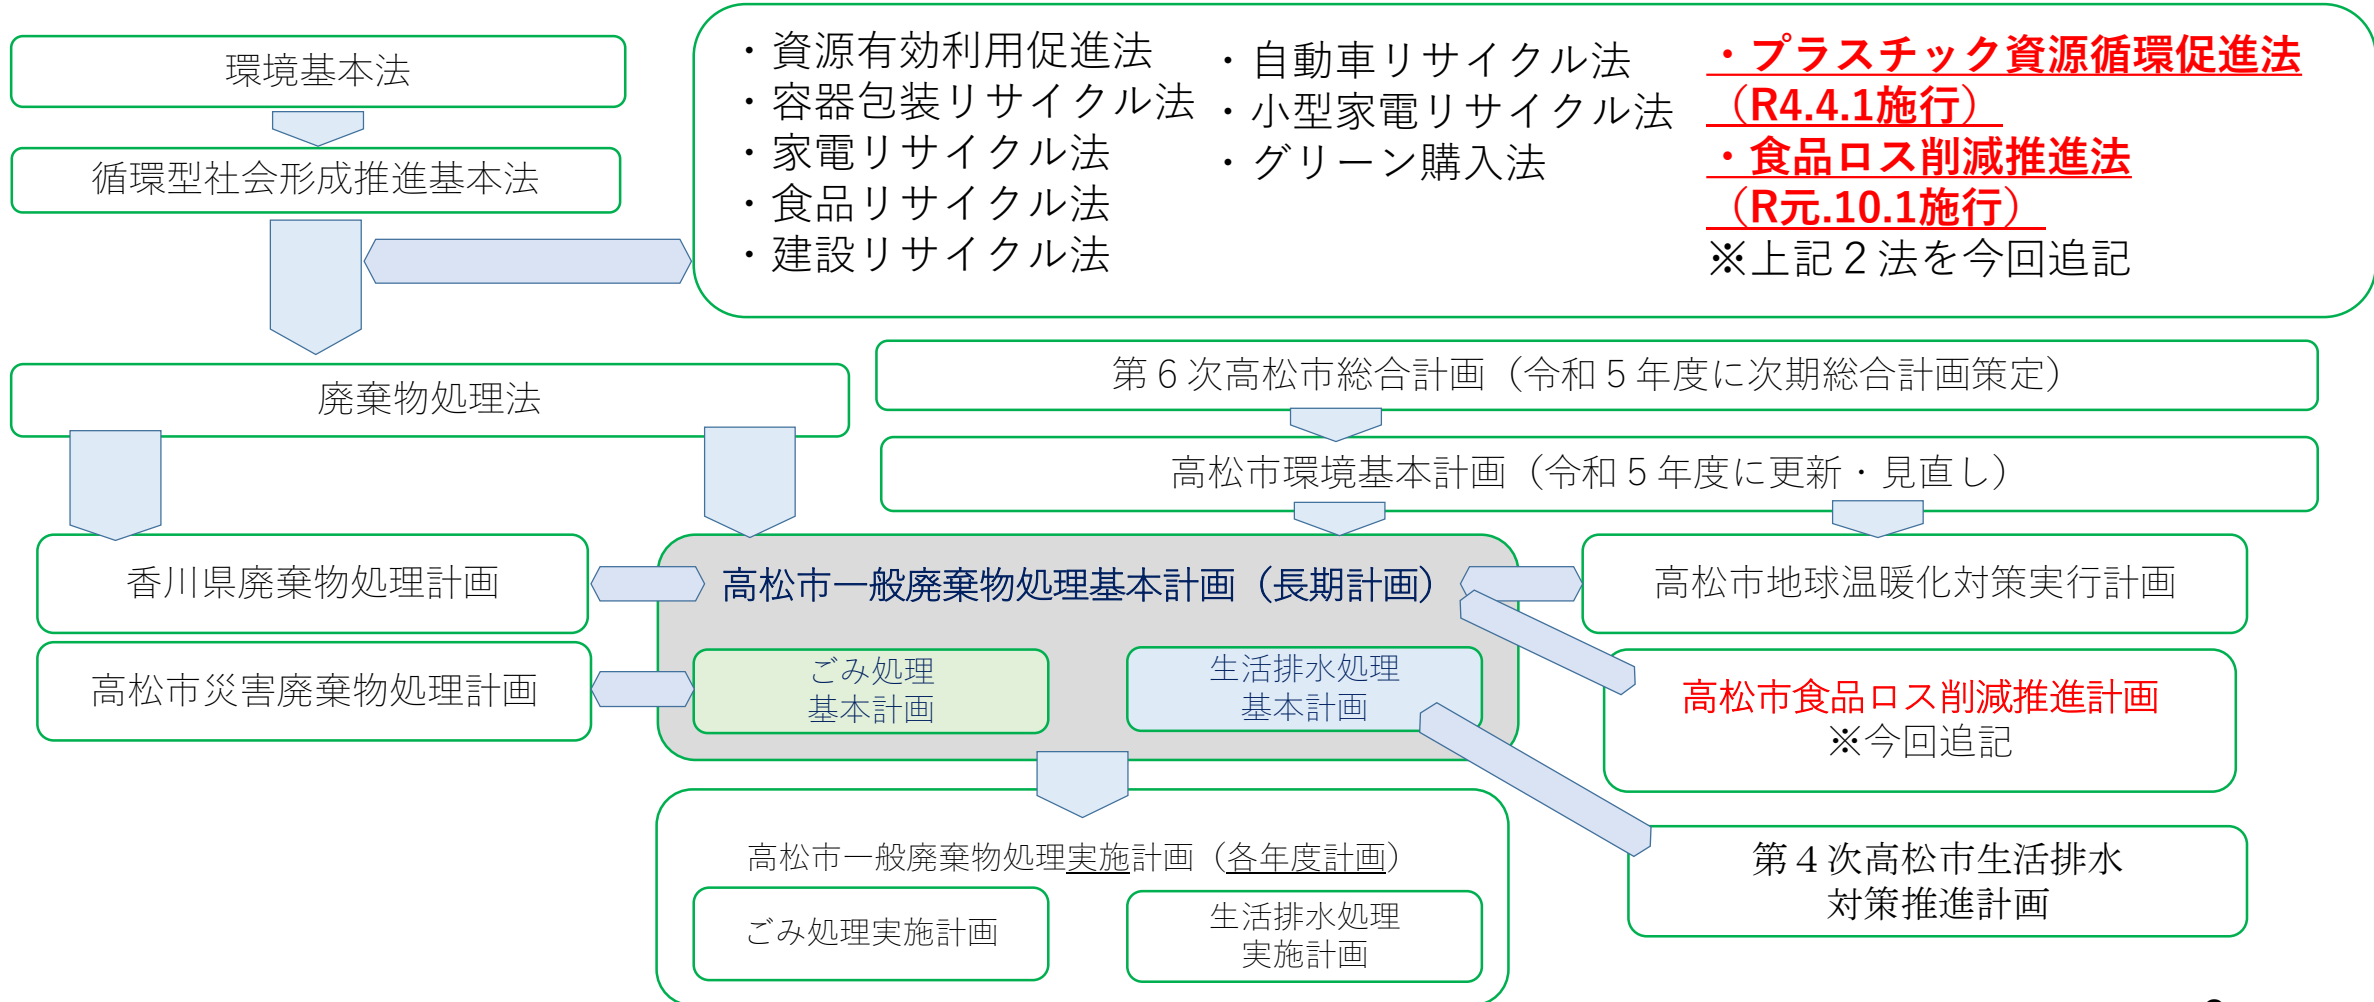 環境基本法
循環型社会形成推進基本法
・資源有効利用促進法
・容器包装リサイクル法
・家電リサイクル法
・食品リサイクル法
・建設リサイクル法
・自動車リサイクル法
・小型家電リサイクル法
・グリーン購入法
・プラスチック資源循環促進法
（R4.4.1施行）
・食品ロス削減推進法
（R元.10.1施行）
※上記２法を今回追記
廃棄物処理法
第６次高松市総合計画（令和５年度に次期総合計画策定）
高松市環境基本計画（令和５年度に更新・見直し）
香川県廃棄物処理計画
高松市災害廃棄物処理計画
高松市一般廃棄物処理基本計画（長期計画）
ごみ処理
基本計画
生活排水処理
基本計画
高松市地球温暖化対策実行計画
高松市食品ロス削減推進計画
※今回追記
第４次高松市生活排水
対策推進計画
高松市一般廃棄物処理実施計画（各年度計画）
ごみ処理実施計画
生活排水処理
実施計画